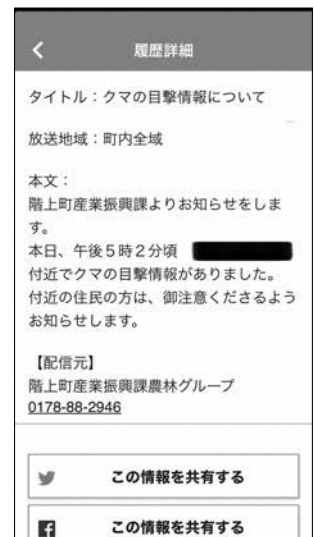 履歴詳細
タイトル：クマの目撃情報について
放送地域：町内全域
本文：
階上町産業振興課よりお知らせをしま
す。
本日、午後５時２分頃
付近でクマの目撃情報がありました。
付近の住民の方は、御注意くださるよう
お知らせします。
【配信元】
階上町産業振興課農林グループ
0178-88-2946
この情報を共有する
この情報を共有する